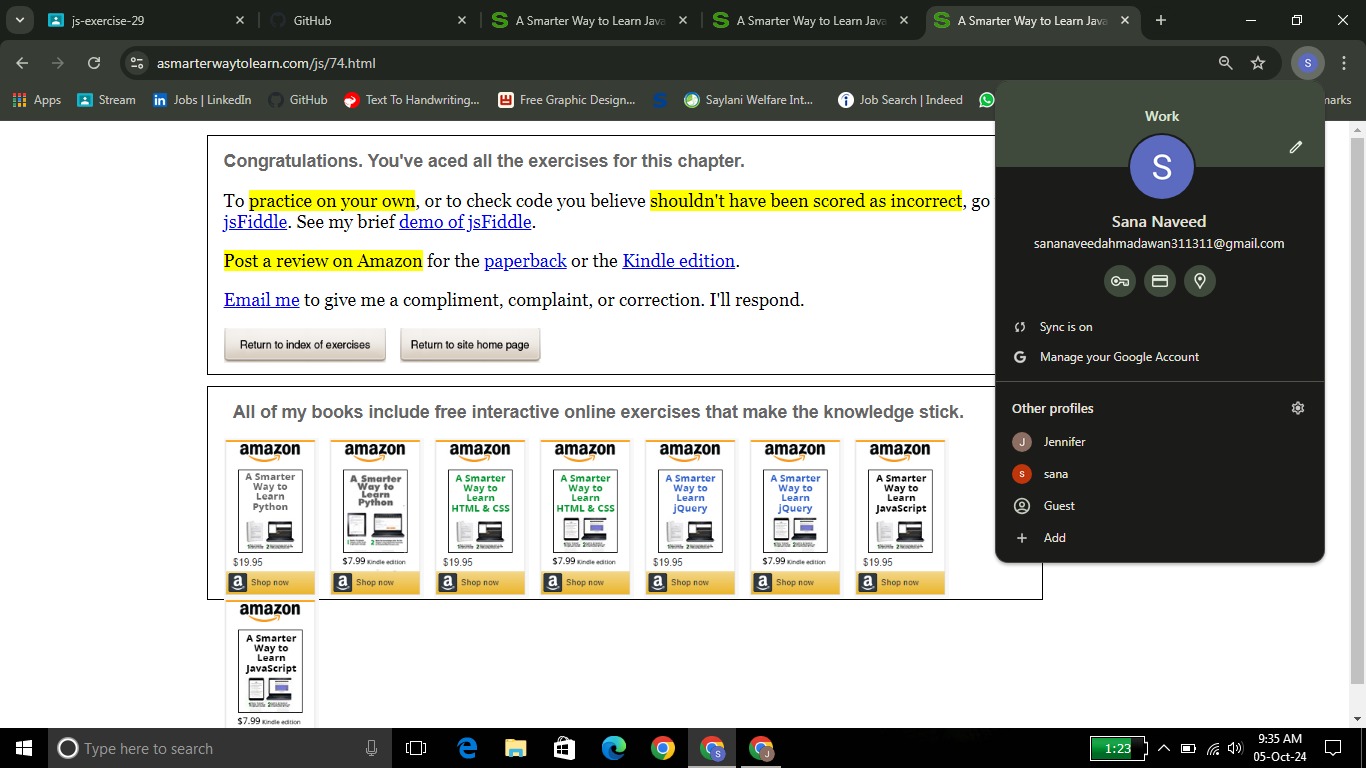 js-exercise-29
GitHub
A Smarter Way to Learn Java
A Smarter Way to Learn Java
A Smarter Way to Learn Java
asmarterwaytolearn.com/js/74.html
S
Apps
Stream
Jobs | LinkedIn
GitHub
Text To Handwriting...
Free Graphic Design...
Saylani Welfare Int...
Job Search | Indeed
marks
Congratulations. You've aced all the exercises for this chapter.
To practice on your own, or to check code you believe shouldn't have been scored as incorrect, go
jsFiddle. See my brief demo of jsFiddle.
Post a review on Amazon for the paperback or the Kindle edition.
Email me to give me a compliment, complaint, or correction. I'll respond.
Return to index of exercises
Return to site home page
All of my books include free interactive online exercises that make the knowledge stick.
amazon
A Smarter
Way to
Learn
Python
$19.95
Shop now
amazon
A Smarter
Way to
Learn
Python
$7.99 Kindle edition
Shop now
amazon
A Smarter
Way to
Learn
HTML & CSS
$19.95
Shop now
amazon
A Smarter
Way to
Learn
HTML & CSS
$7.99 Kindle edition
Shop now
amazon
A Smarter
Way to
Learn
jQuery
$19.95
Shop now
amazon
A Smarter
Way to
Learn
jQuery
$7.99 Kindle edition
Shop now
amazon
A Smarter
Way to
Learn
JavaScript
$19.95
Shop now
amazon
A Smarter
Way to
Learn
JavaScript
$7.99 Kindle edition
Work
S
Sana Naveed
sananaveedahmadawan311311@gmail.com
Sync is on
Manage your Google Account
Other profiles
J
Jennifer
S
sana
Guest
Add
Type here to search
S
J
1:23
9:35 AM
05-Oct-24